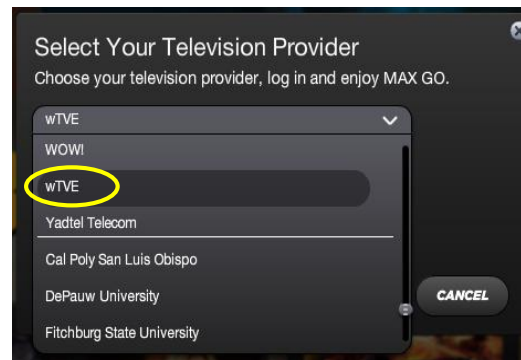 Select Your Television Provider
Choose your television provider, log in and enjoy MAX GO.
wTVE
WOW!
wTVE
Yadtel Telecom
Cal Poly San Luis Obispo
DePauw University
CANCEL
Fitchburg State University